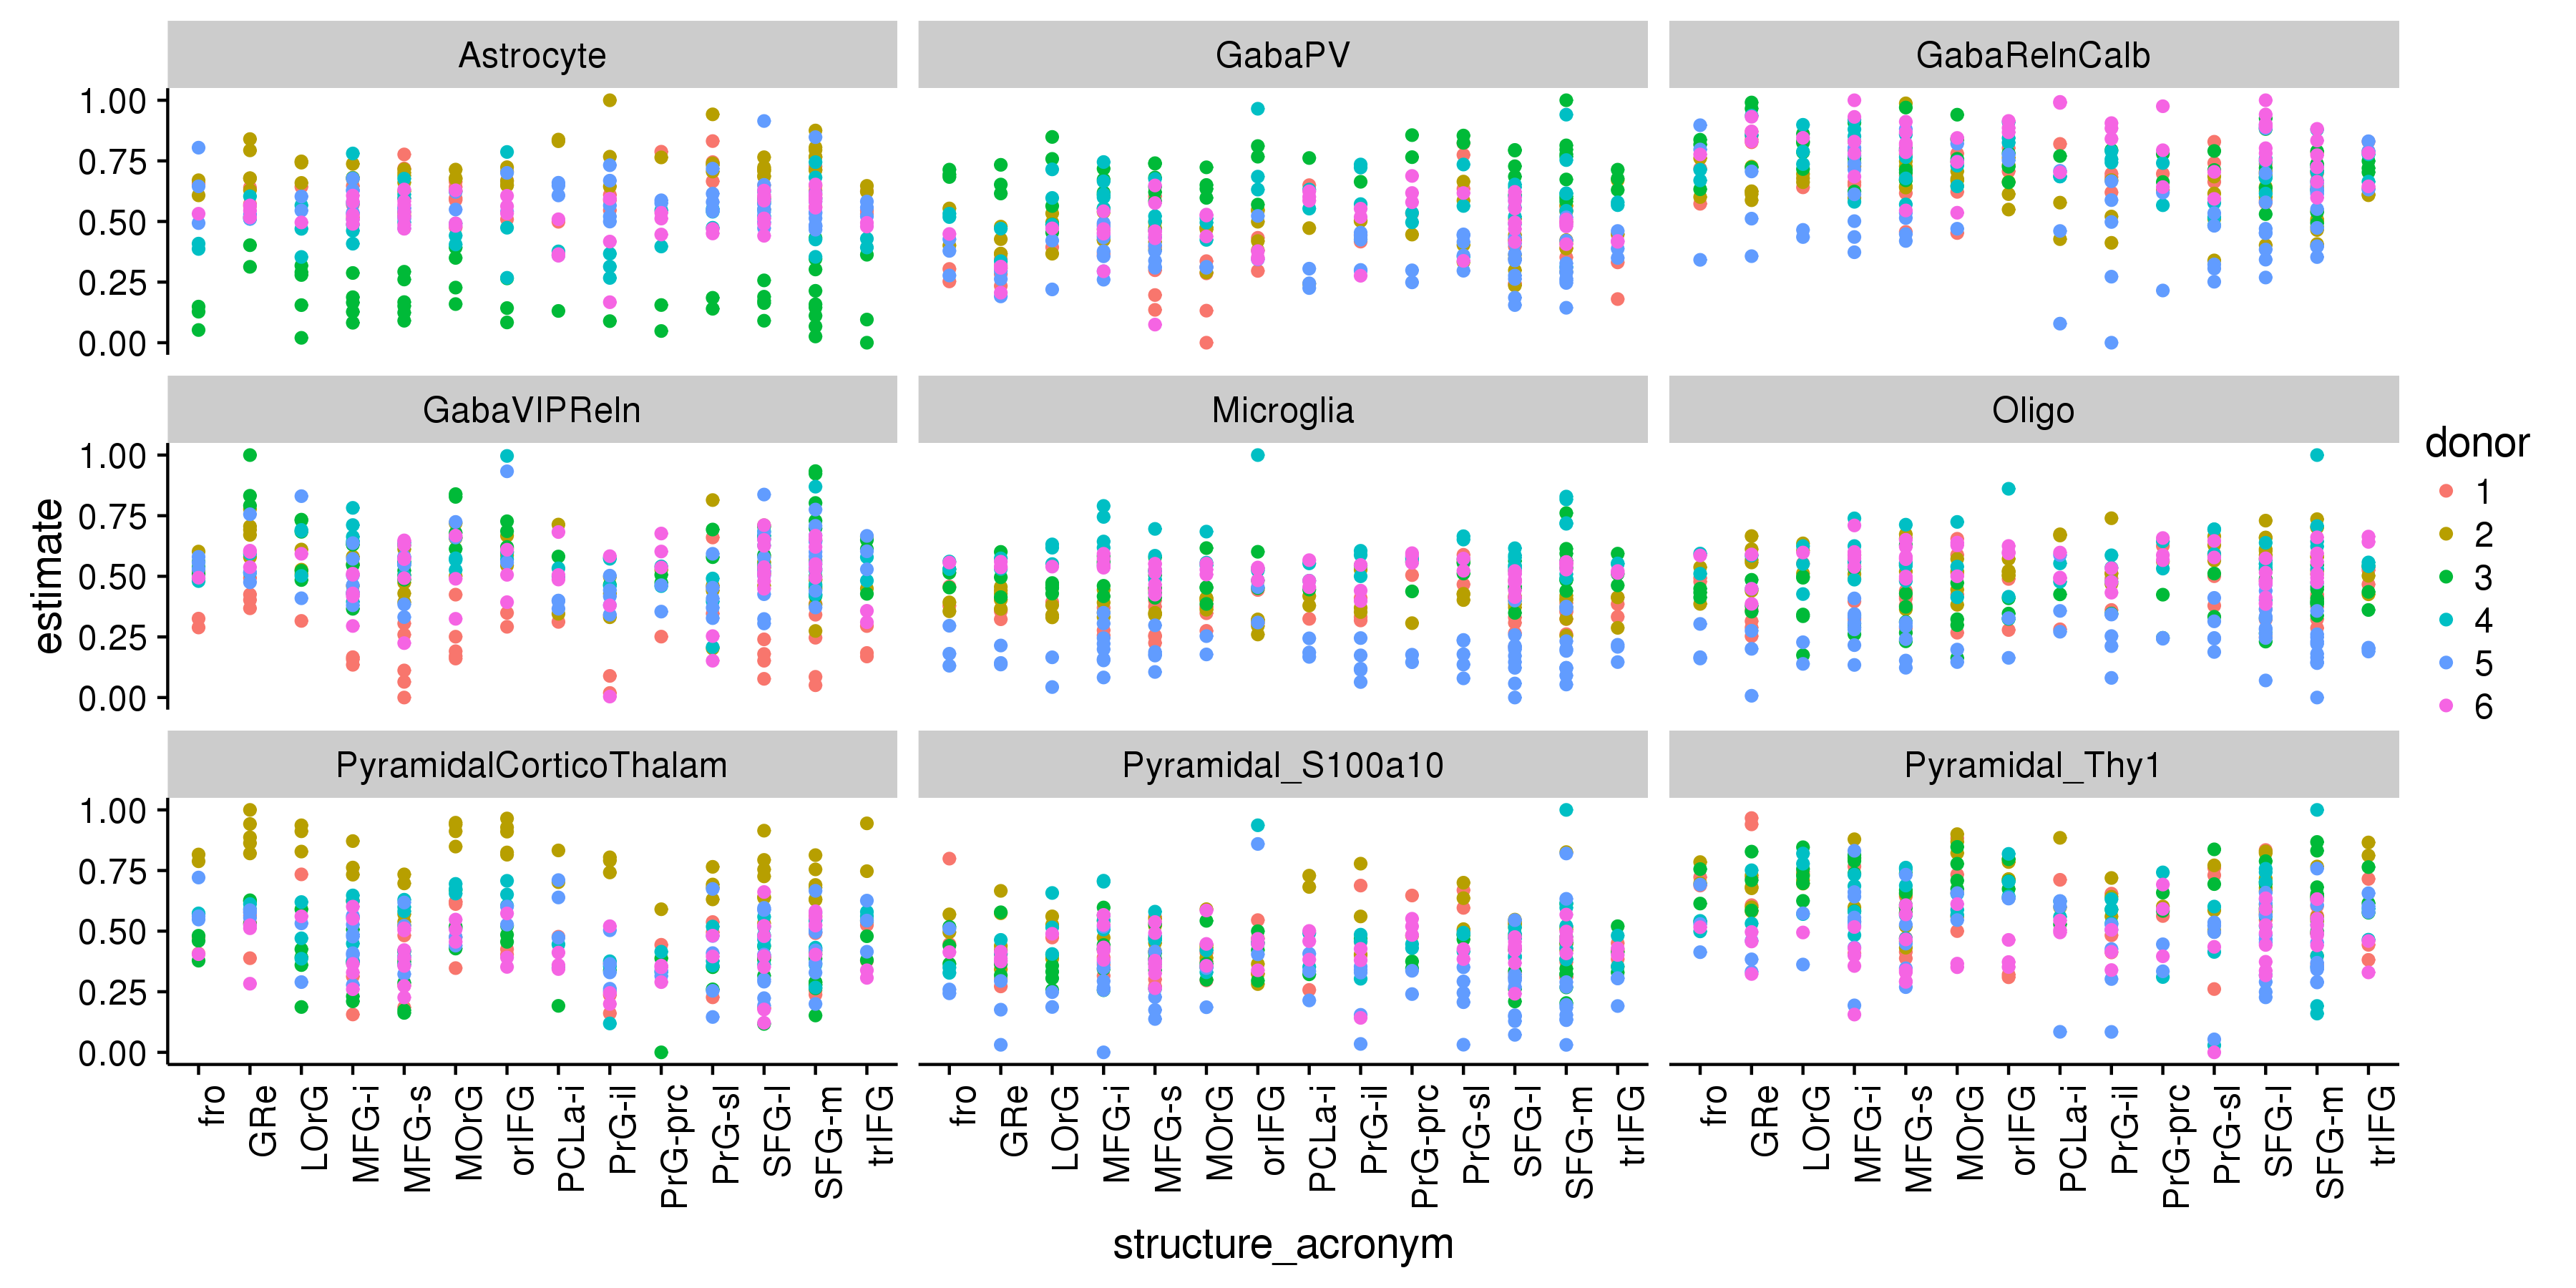 Astrocyte GabaPV GabaRelnCalb
1.00
0.75
0.50
0.25
0.00
GabaVIPReln Microglia Oligo
1.00
0.75
0.50
0.25
0.00
estimate
donor
1
2
3
4
5
6
PyramidalCorticoThalam Pyramidal_S100a10 Pyramidal_Thy1
1.00
0.75
0.50
0.25
0.00
fro GRe LOrG MFG-i MFG-s MOrG orIFG PCLa-i PrG-il PrG-prc PrG-sl SFG-l SFG-m trIFG
fro GRe LOrG MFG-i MFG-s MOrG orIFG PCLa-i PrG-il PrG-prc PrG-sl SFG-l SFG-m trIFG
fro GRe LOrG MFG-i MFG-s MOrG orIFG PCLa-i PrG-il PrG-prc PrG-sl SFG-l SFG-m trIFG
structure_acronym